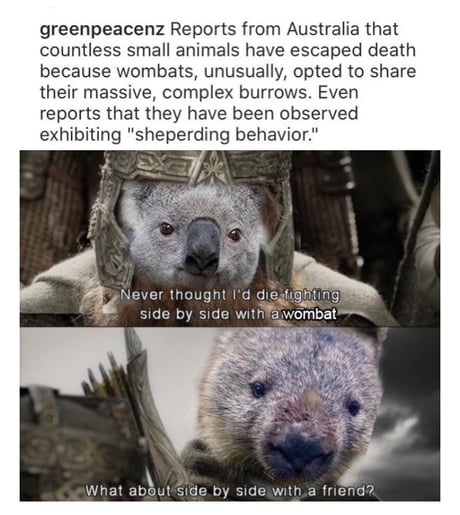 greenpeacenz Reports from Australia that
countless small animals have escaped death
because wombats, unusually, opted to share
their massive, complex burrows. Even
reports that they have been observed
exhibiting "sheperding behavior."
Never thought I'd die fighting
side by side with a wombat
What about side by side with a friend?